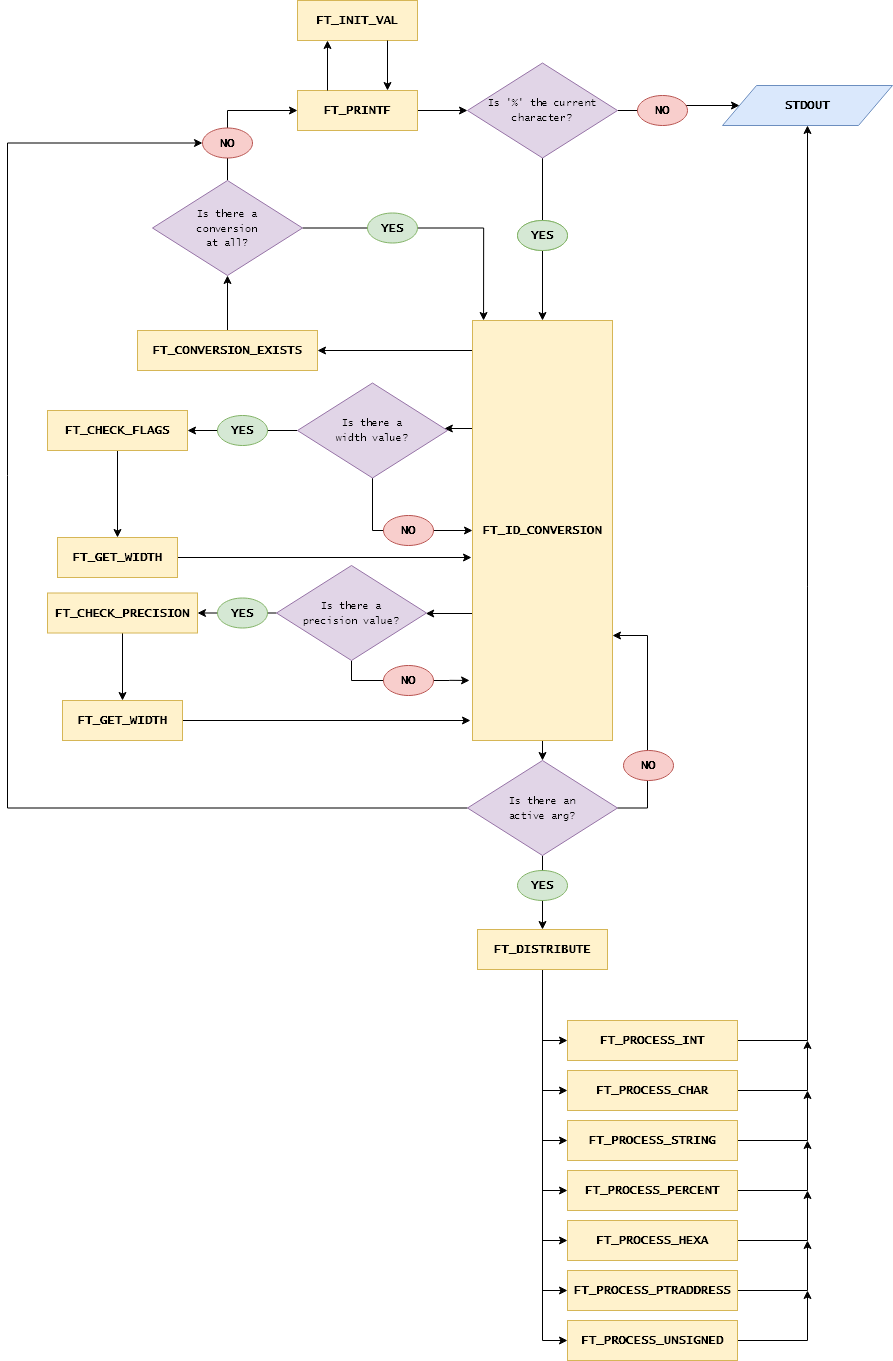 FT_INIT_VAL
FT_PRINTF
Is '%' the current
character?
NO
STDOUT
NO
Is there a
conversion
at all?
YES
YES
FT_CONVERSION_EXISTS
Is there a
width value?
YES
FT_CHECK_FLAGS
NO
FT_ID_CONVERSION
FT_GET_WIDTH
Is there a
precision value?
YES
FT_CHECK_PRECISION
NO
FT_GET_WIDTH
NO
Is there an
active arg?
YES
FT_DISTRIBUTE
FT_PROCESS_INT
FT_PROCESS_CHAR
FT_PROCESS_STRING
FT_PROCESS_PERCENT
FT_PROCESS_HEXA
FT_PROCESS_PTRADDRESS
FT_PROCESS_UNSIGNED